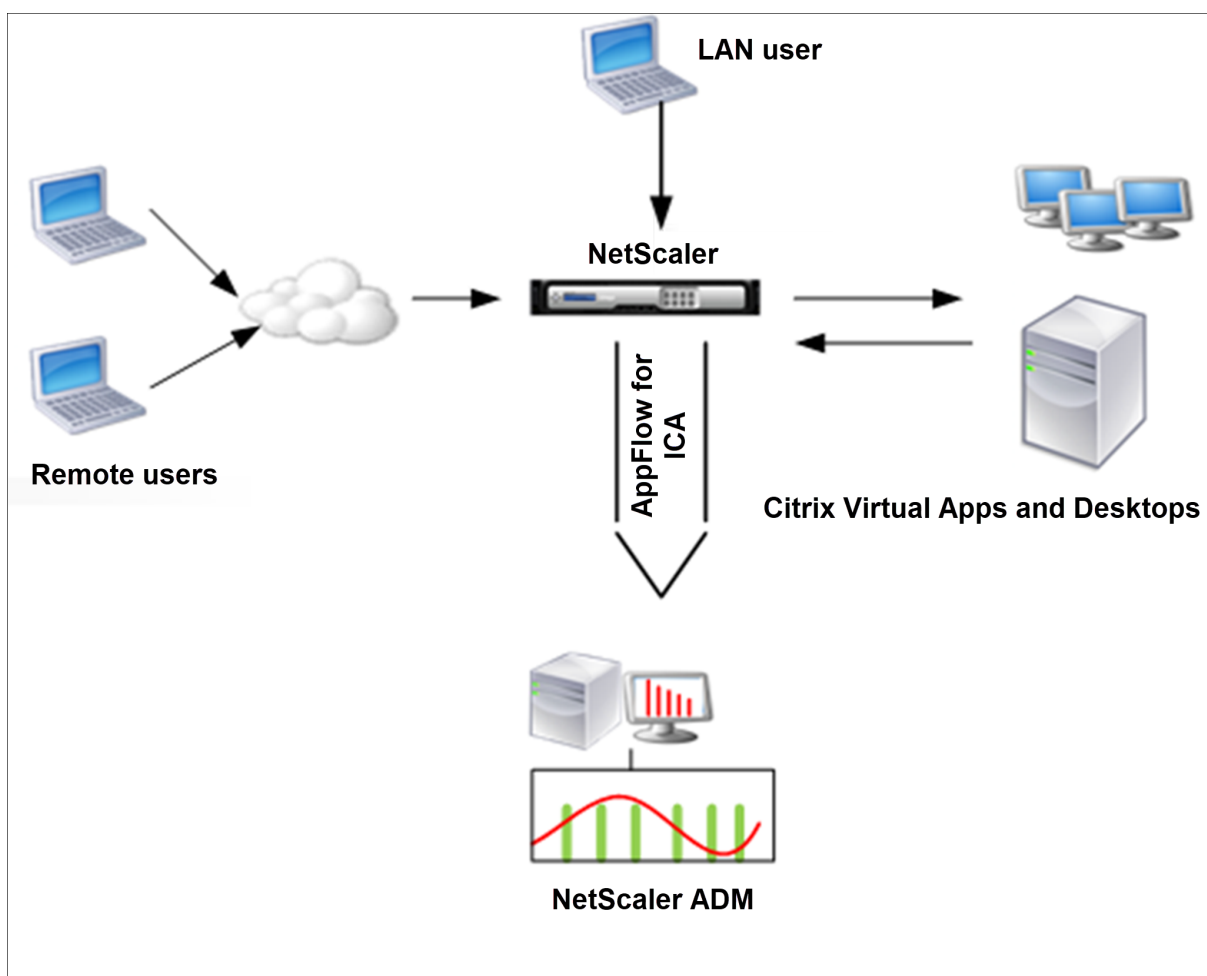 LAN user
NetScaler
AppFlow for
ICA
Remote users
Citrix Virtual Apps and Desktops
NetScaler ADM